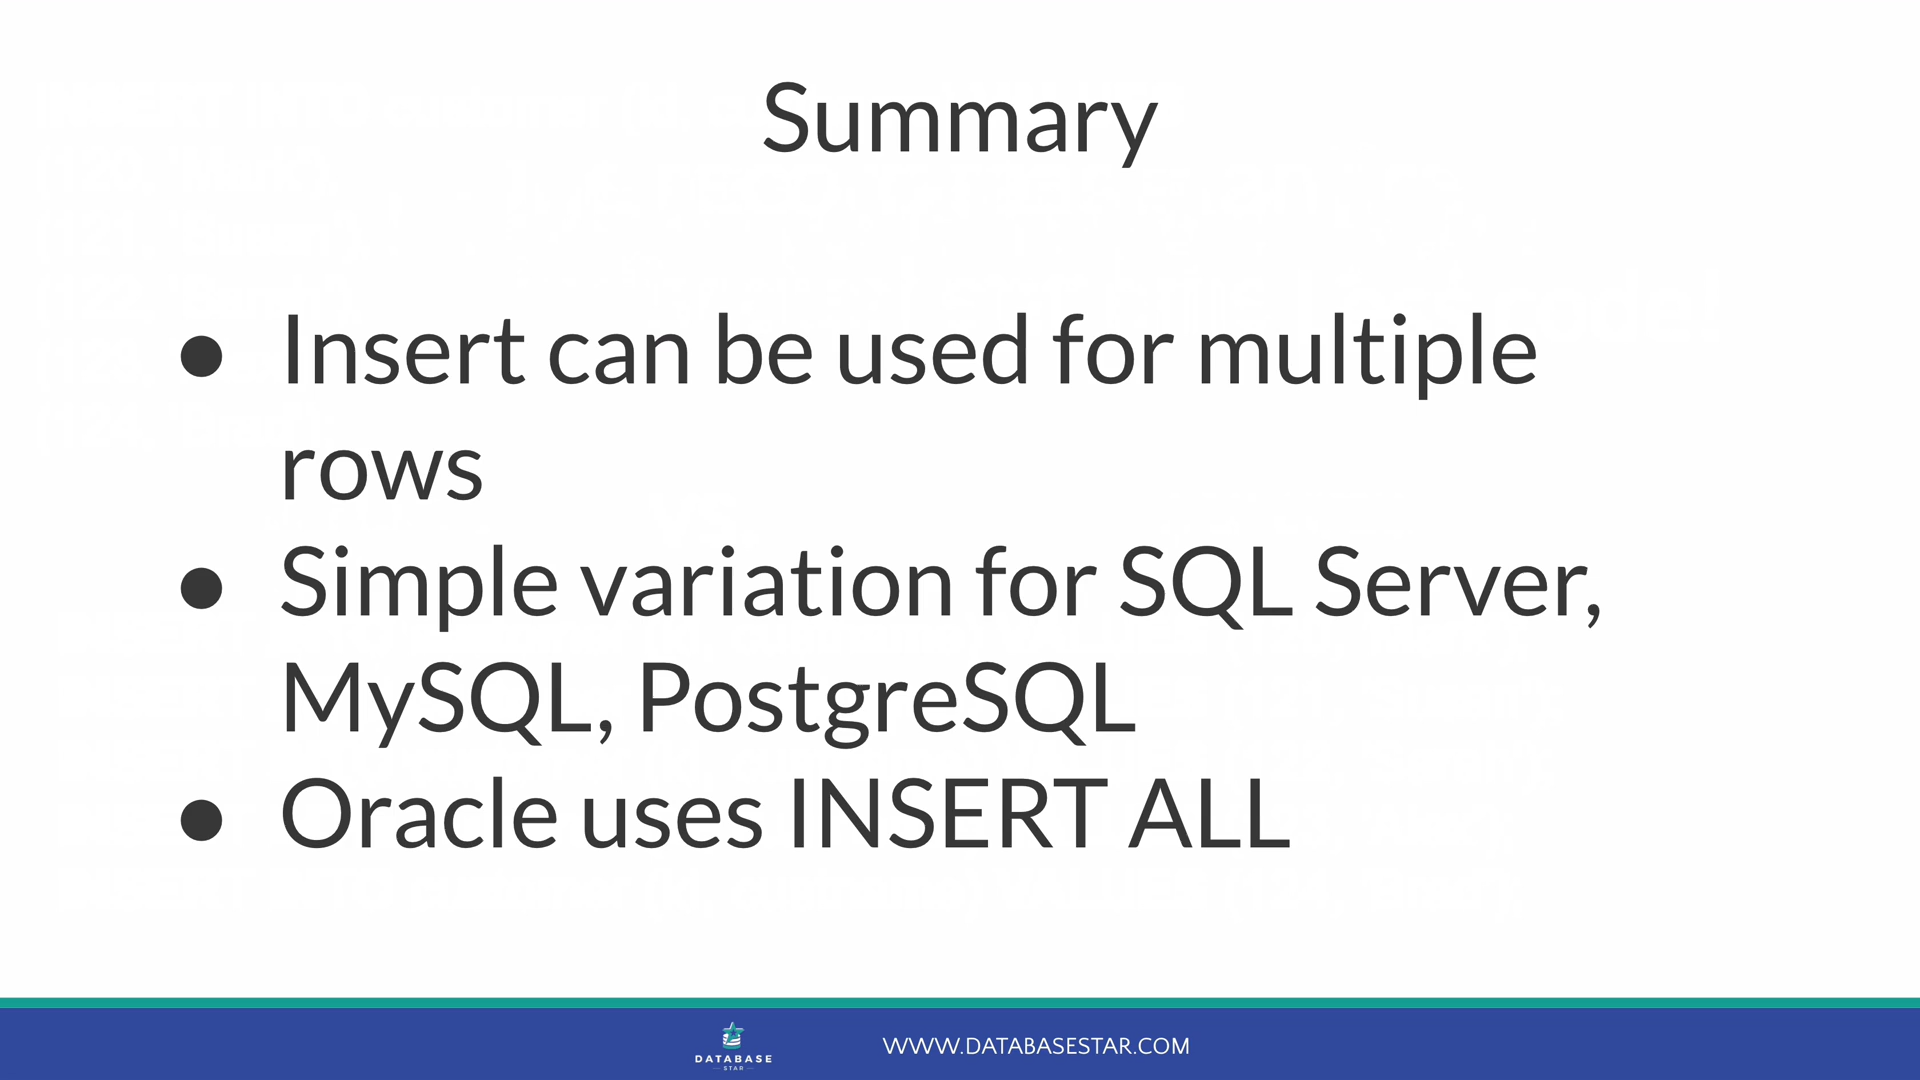 Summary
● Insert can be used for multiple
rows
● Simple variation for SQL Server,
MySQL, PostgreSQL
● Oracle uses INSERT ALL
DATABASE
STAR
WWW.DATABASESTAR.COM